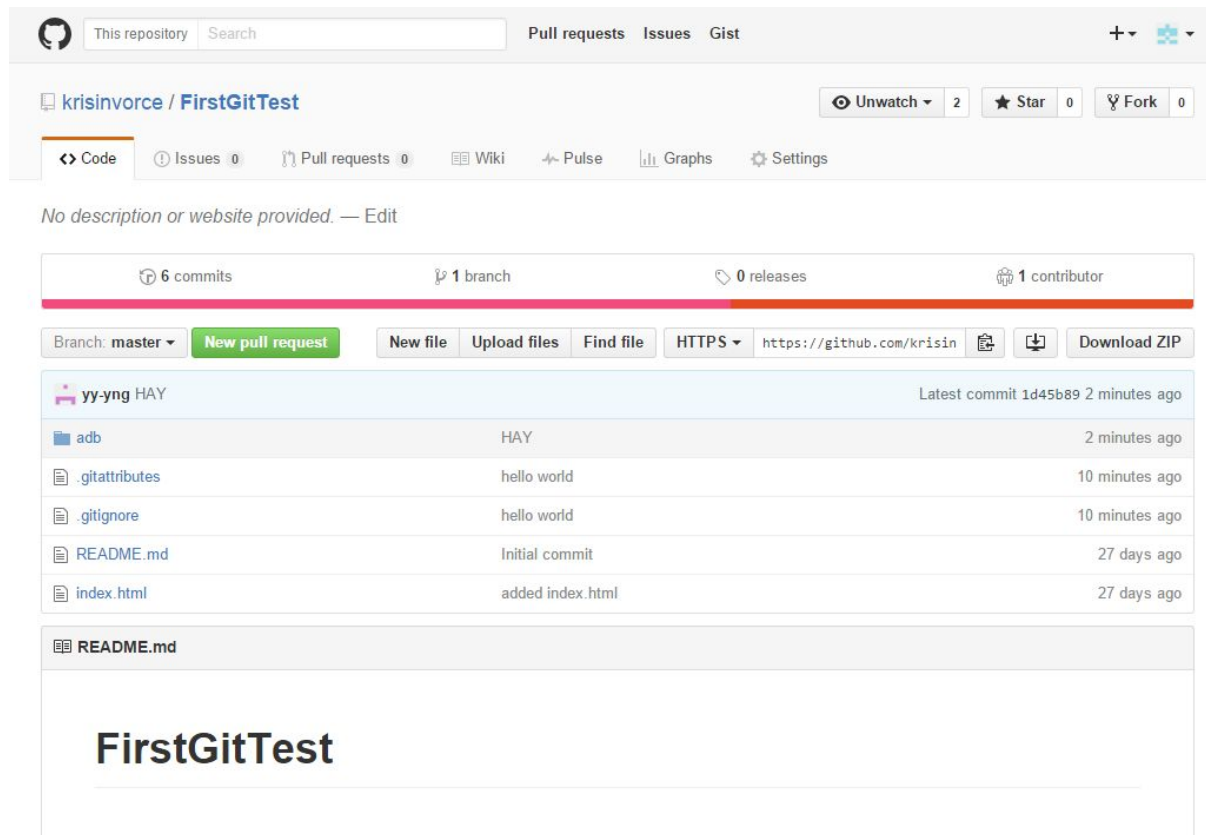 This repository Search Pull requests Issues Gist
krisinvorce / FirstGitTest Unwatch 2 Star 0 Fork 0
Code Issues 0 Pull requests 0 Wiki Pulse Graphs Settings
No description or website provided. — Edit
6 commits 1 branch 0 releases 1 contributor
Branch: master New pull request New file Upload files Find file HTTPS https://github.com/krisin Download ZIP
yy-yng HAY Latest commit 1d45b89 2 minutes ago
adb HAY 2 minutes ago
.gitattributes hello world 10 minutes ago
.gitignore hello world 10 minutes ago
README.md Initial commit 27 days ago
index.html added index.html 27 days ago
README.md
FirstGitTest